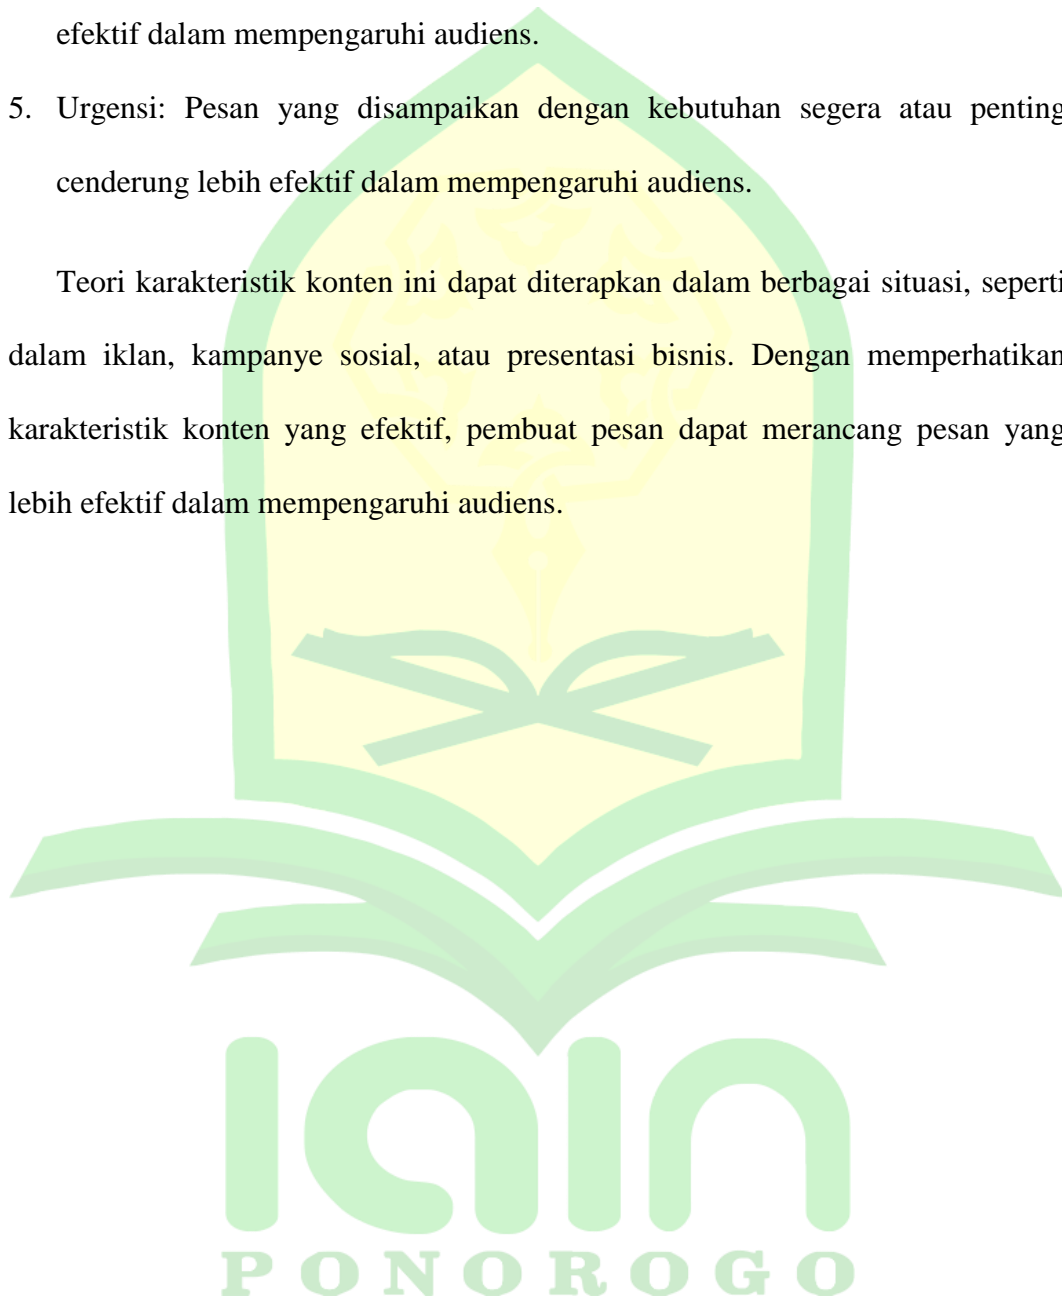 efektif dalam mempengaruhi audiens.
5. Urgensi: Pesan yang disampaikan dengan kebutuhan segera atau penting
cenderung lebih efektif dalam mempengaruhi audiens.
Teori karakteristik konten ini dapat diterapkan dalam berbagai situasi, seperti
dalam iklan, kampanye sosial, atau presentasi bisnis. Dengan memperhatikan
karakteristik konten yang efektif, pembuat pesan dapat merancang pesan yang
lebih efektif dalam mempengaruhi audiens.
IAIN
PONOROGO